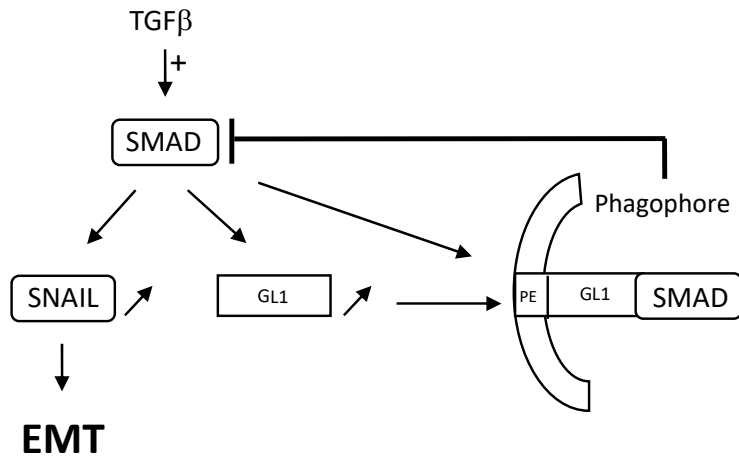 TGFβ
+
SMAD
Phagophore
SNAIL
GL1
PE
GL1
SMAD
EMT